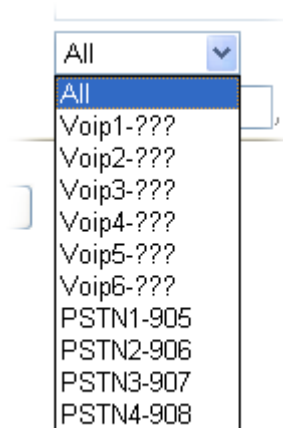 All
All
Voip1-???
Voip2-???
Voip3-???
Voip4-???
Voip5-???
Voip6-???
PSTN1-905
PSTN2-906
PSTN3-907
PSTN4-908
,